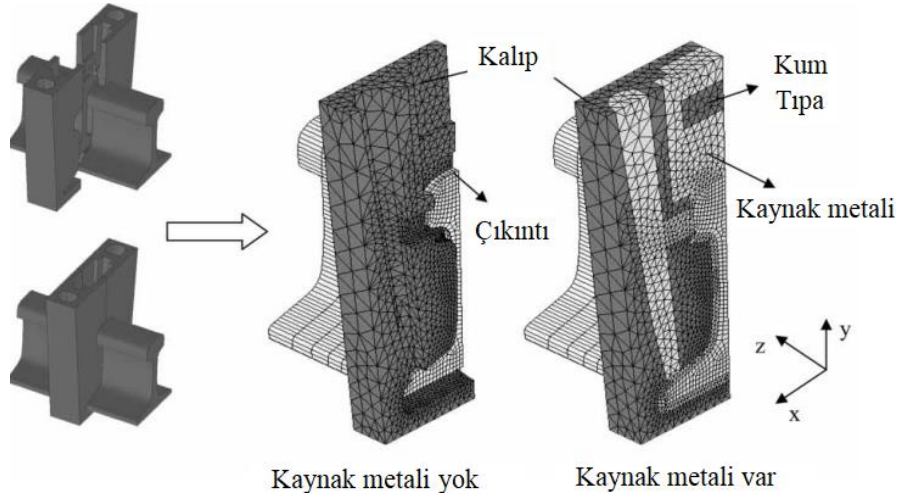 Kalıp
Kum
Tıpa
Kaynak metali
Çıkıntı
z
y
x
Kaynak metali yok
Kaynak metali var